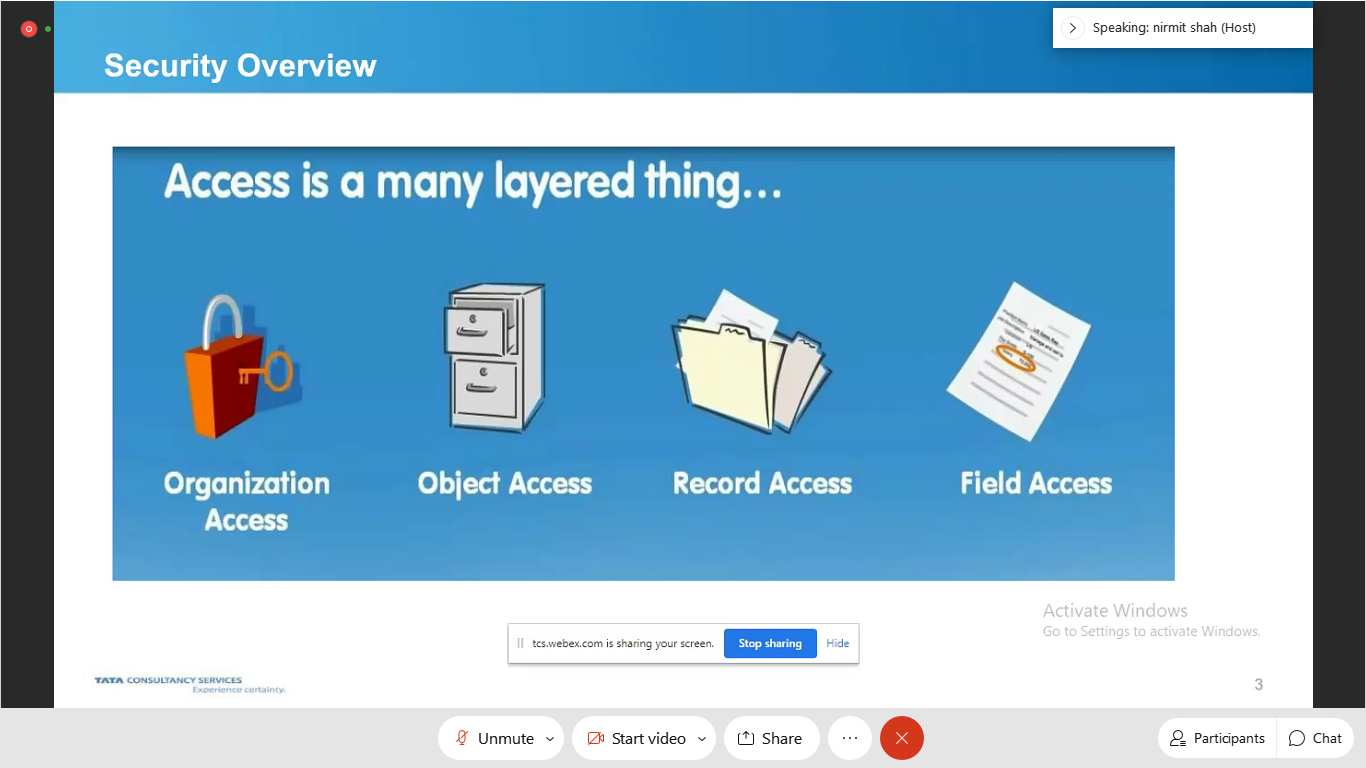 Speaking: nirmit shah (Host)
Security Overview
Access is a many layered thing...
Organization
Access
Object Access
Record Access
Field Access
Activate Windows
Go to Settings to activate Windows.
tcs.webex.com is sharing your screen.
Stop sharing
Hide
TATA CONSULTANCY SERVICES
Experience certainty.
3
Unmute
Start video
Share
Participants
Chat